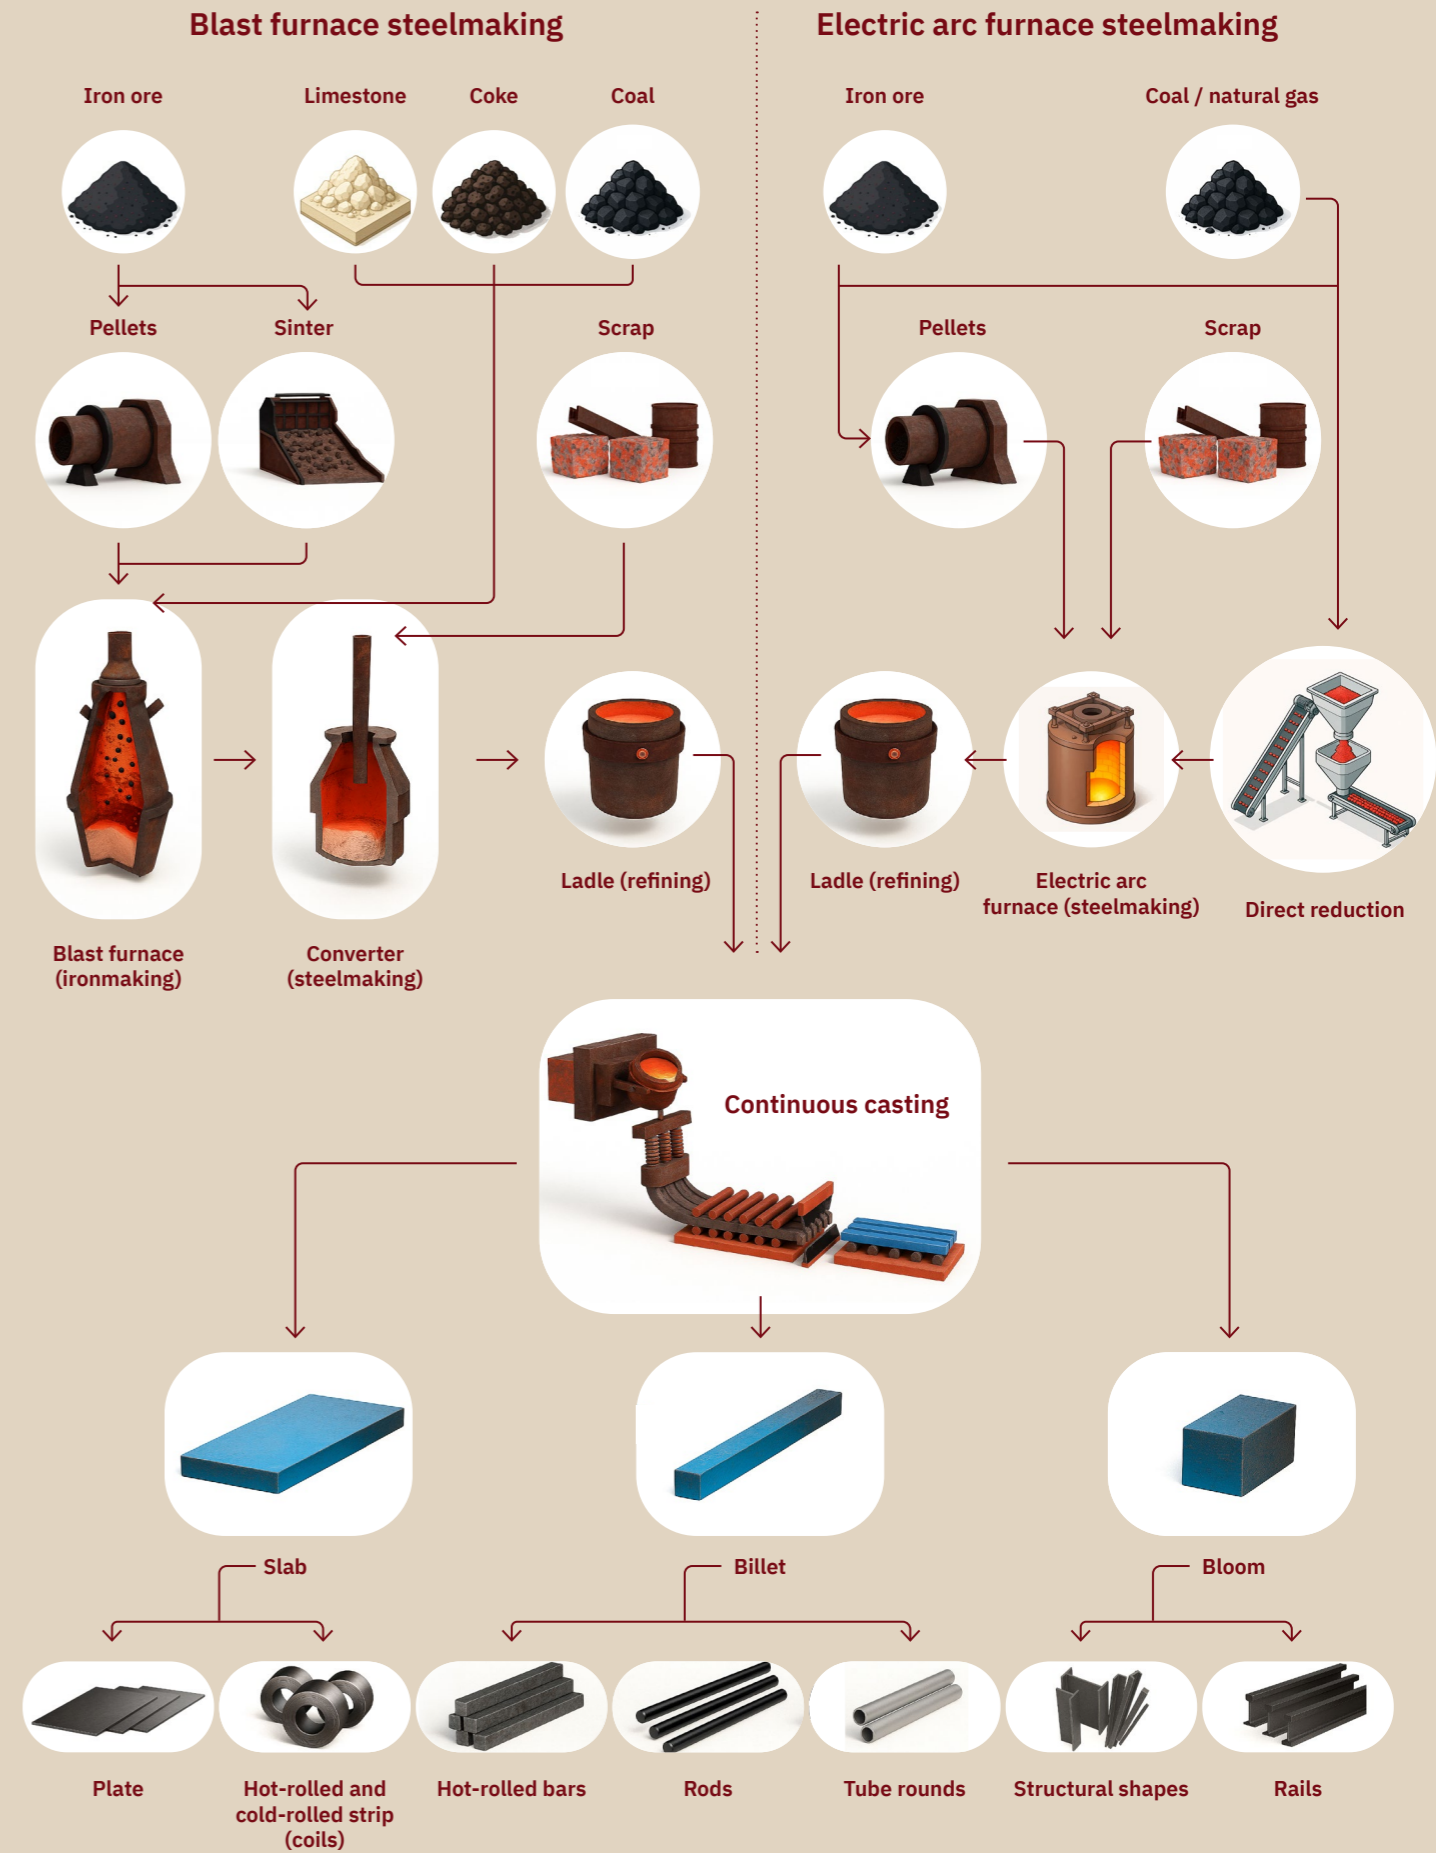 Blast furnace steelmaking
Electric arc furnace steelmaking
Iron ore
Limestone
Coke
Coal
Iron ore
Coal / natural gas
Pellets
Sinter
Scrap
Pellets
Scrap
Blast furnace
(ironmaking)
Converter
(steelmaking)
Ladle (refining)
Ladle (refining)
Electric arc
furnace (steelmaking)
Direct reduction
Continuous casting
Slab
Billet
Bloom
Plate
Hot-rolled and
cold-rolled strip
(coils)
Hot-rolled bars
Rods
Tube rounds
Structural shapes
Rails